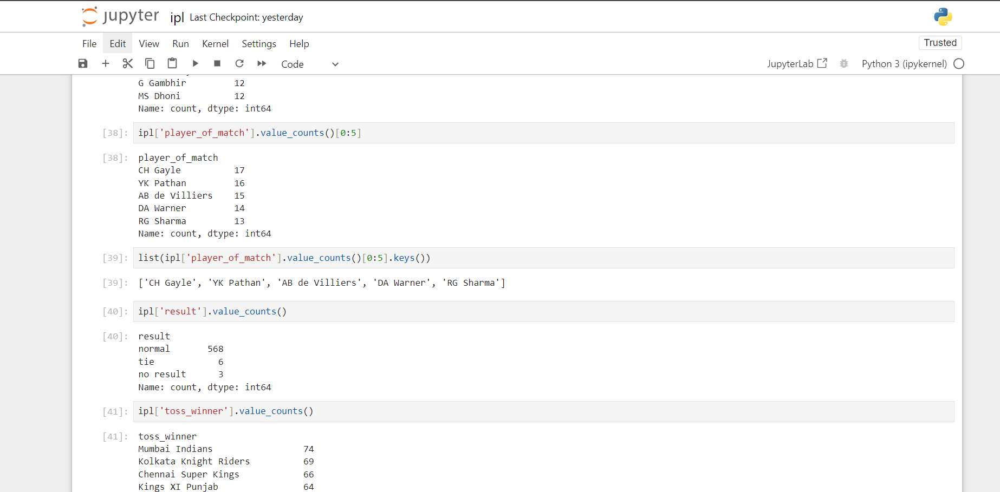 jupyter ipl Last Checkpoint: yesterday
File Edit View Run Kernel Settings Help
Trusted
Code
JupyterLab
Python 3 (ipykernel)
G Gambhir 12
MS Dhoni 12
Name: count, dtype: int64
[38]: ipl['player_of_match'].value_counts()[0:5]
[38]: player_of_match
CH Gayle 17
YK Pathan 16
AB de Villiers 15
DA Warner 14
RG Sharma 13
Name: count, dtype: int64
[39]: list(ipl['player_of_match'].value_counts()[0:5].keys())
[39]: ['CH Gayle', 'YK Pathan', 'AB de Villiers', 'DA Warner', 'RG Sharma']
[40]: ipl['result'].value_counts()
[40]: result
normal 568
tie 6
no result 3
Name: count, dtype: int64
[41]: ipl['toss_winner'].value_counts()
[41]: toss_winner
Mumbai Indians 74
Kolkata Knight Riders 69
Chennai Super Kings 66
Kings XI Punjab 64